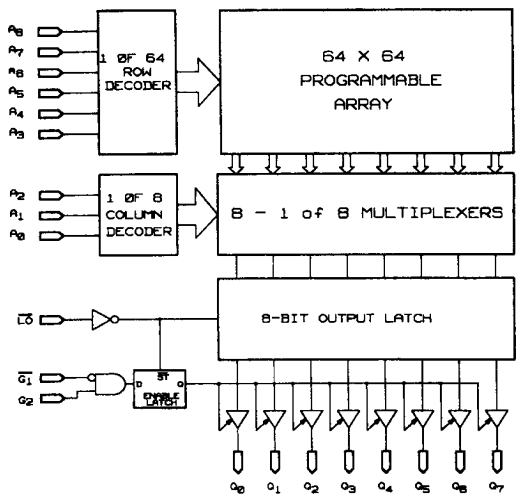 A8
A7
A6
A5
A4
A3
1 OF 64
ROW
DECODER
64 X 64
PROGRAMMABLE
ARRAY
A2
A1
A0
1 OF 8
COLUMN
DECODER
8 - 1 of 8 MULTIPLEXERS
LO
8-BIT OUTPUT LATCH
G1
G2
ST
D
Q
ENABLE
LATCH
Q0
Q1
Q2
Q3
Q4
Q5
Q6
Q7